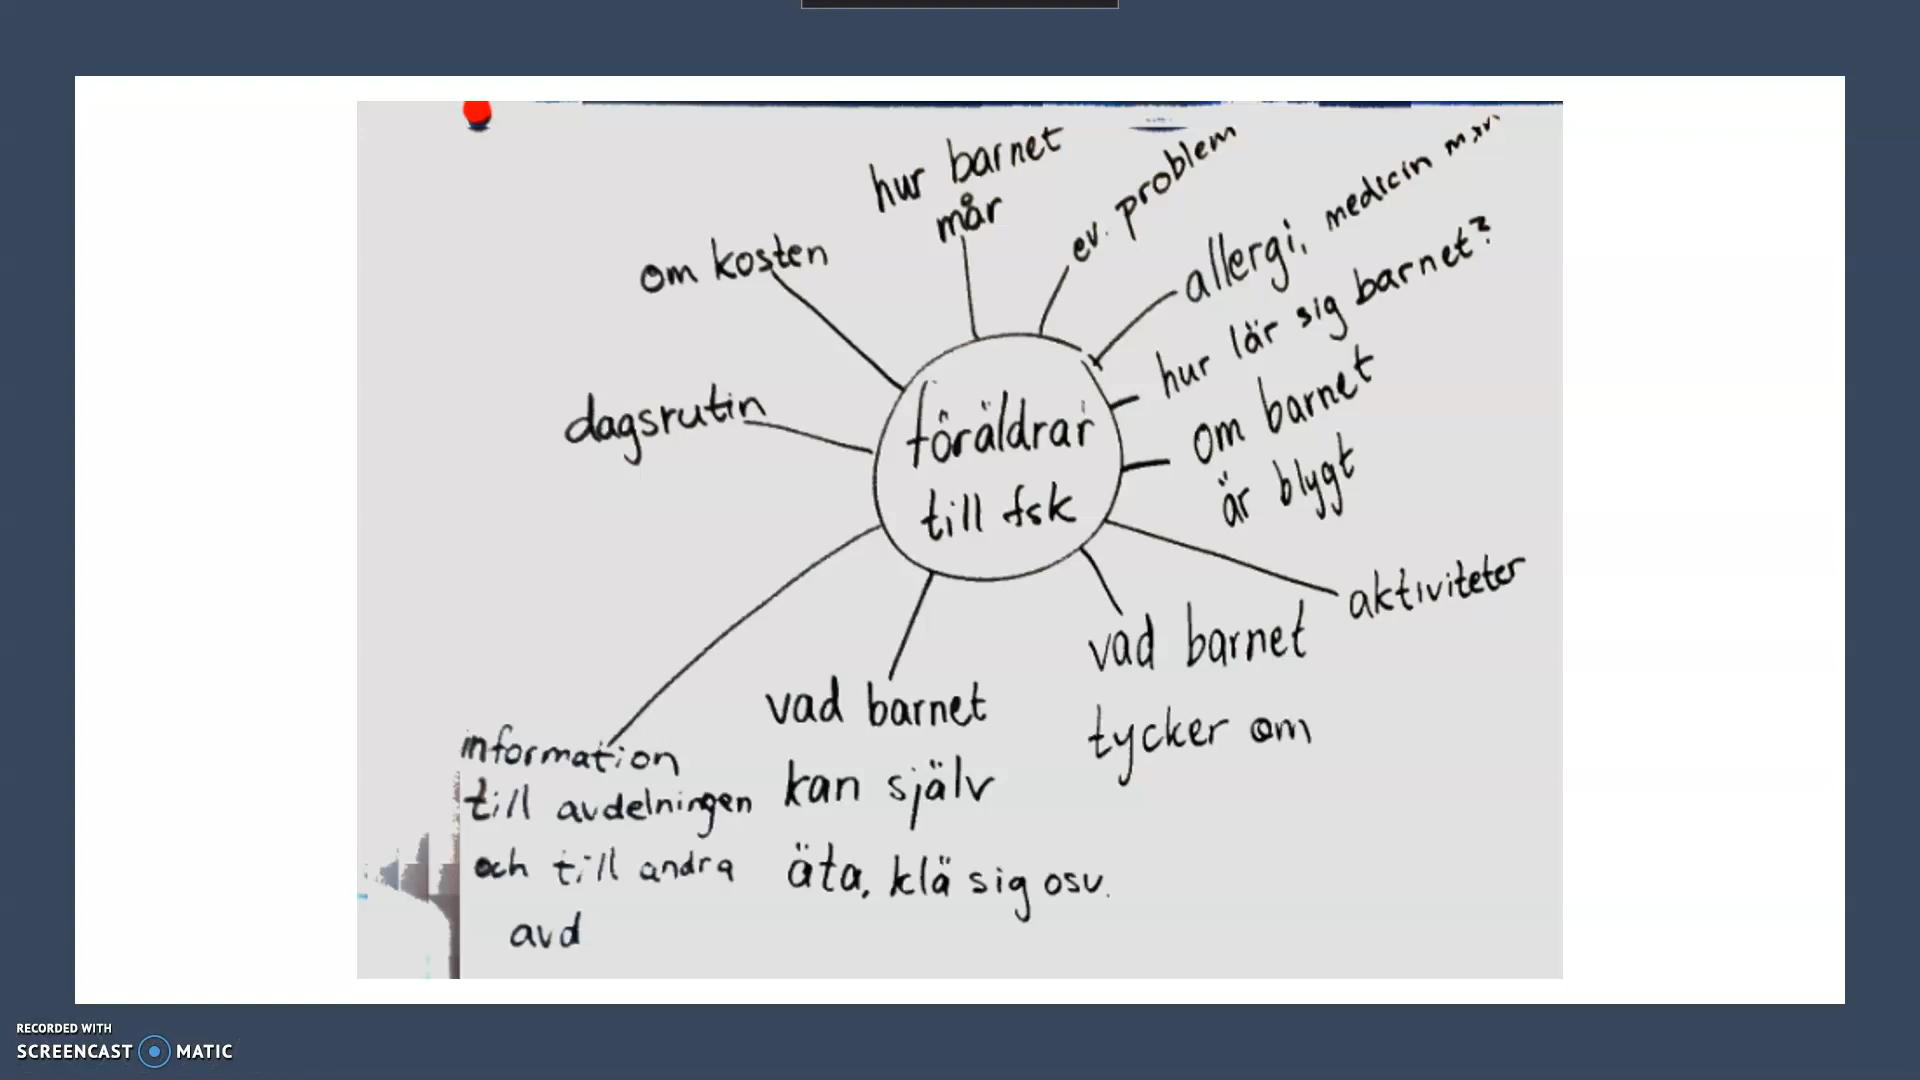 hur barnet
mår
ev. problem
allergi, medicin
hur lär sig barnet?
om barnet
är blygt
aktiviteter
vad barnet
tycker om
vad barnet
kan själv
äta, klä sig osv.
information
till avdelningen
och till andra
avd
dagsrutin
om kosten
föräldrar
till fsk
RECORDED WITH
SCREENCAST MATIC